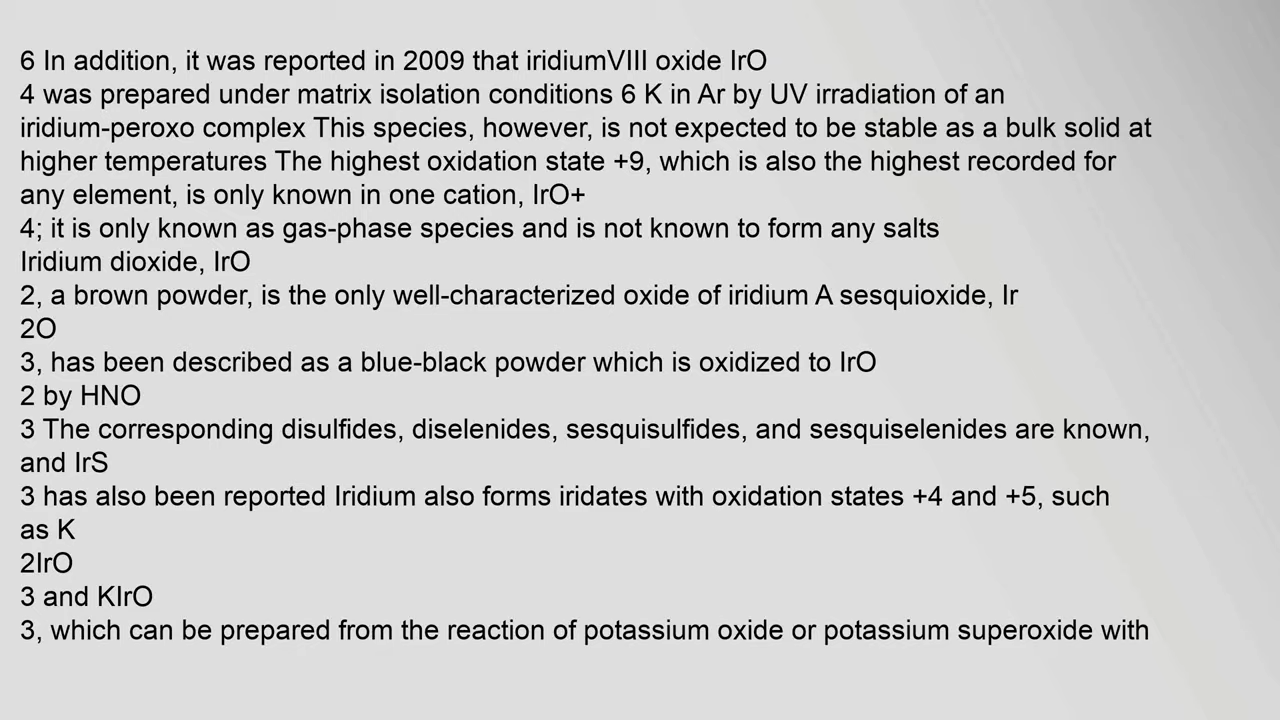 6 In addition, it was reported in 2009 that iridiumVIII oxide IrO
4 was prepared under matrix isolation conditions 6 K in Ar by UV irradiation of an
iridium-peroxo complex This species, however, is not expected to be stable as a bulk solid at
higher temperatures The highest oxidation state +9, which is also the highest recorded for
any element, is only known in one cation, IrO+
4; it is only known as gas-phase species and is not known to form any salts
Iridium dioxide, IrO
2, a brown powder, is the only well-characterized oxide of iridium A sesquioxide, Ir
2O
3, has been described as a blue-black powder which is oxidized to IrO
2 by HNO
3 The corresponding disulfides, diselenides, sesquisulfides, and sesquiselenides are known,
and IrS
3 has also been reported Iridium also forms iridates with oxidation states +4 and +5, such
as K
2IrO
3 and KIrO
3, which can be prepared from the reaction of potassium oxide or potassium superoxide with